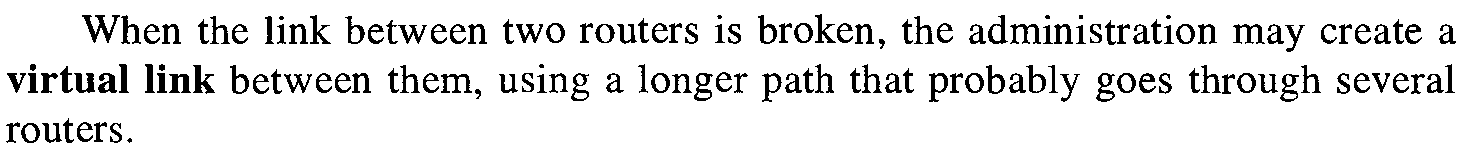 When the link between two routers is broken, the administration may create a
virtual link between them, using a longer path that probably goes through several
routers.